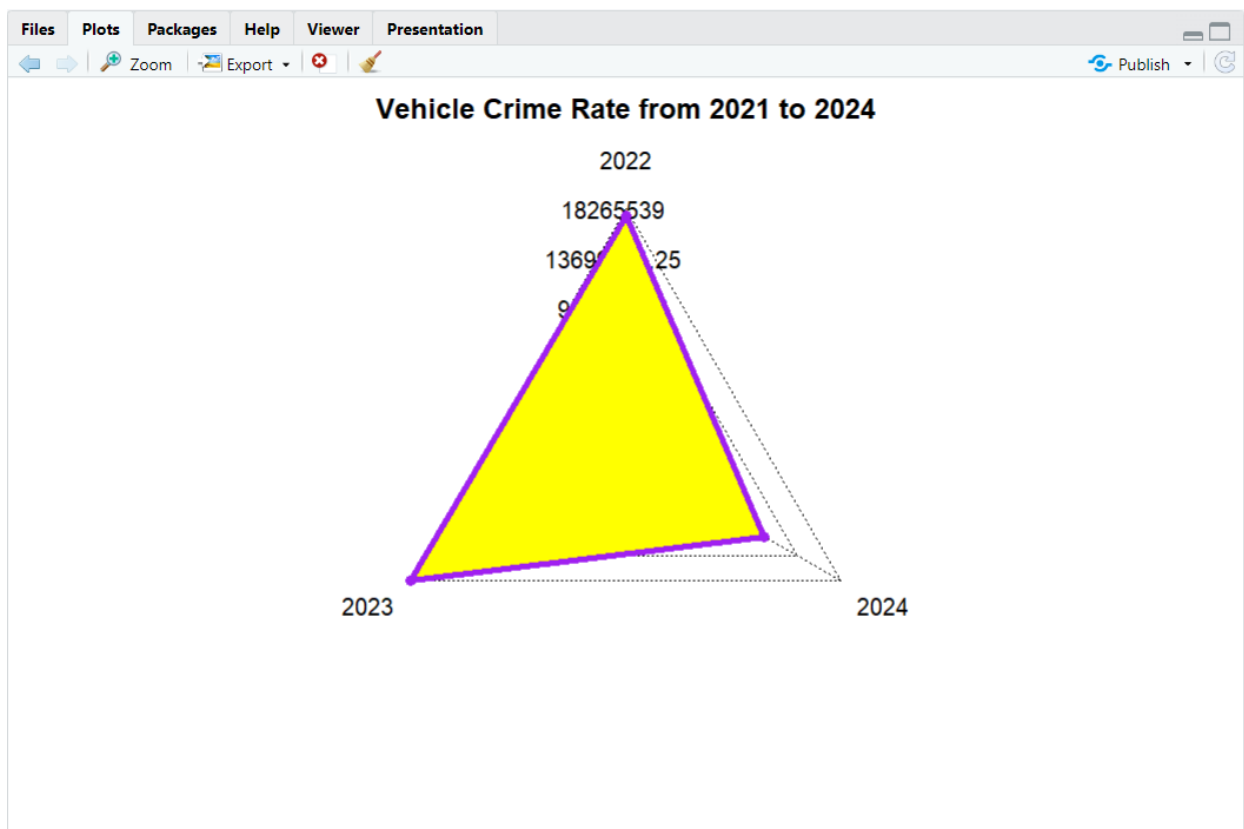 Files Plots Packages Help Viewer Presentation
Zoom Export Publish
Vehicle Crime Rate from 2021 to 2024
2022
18265539
2023 2024